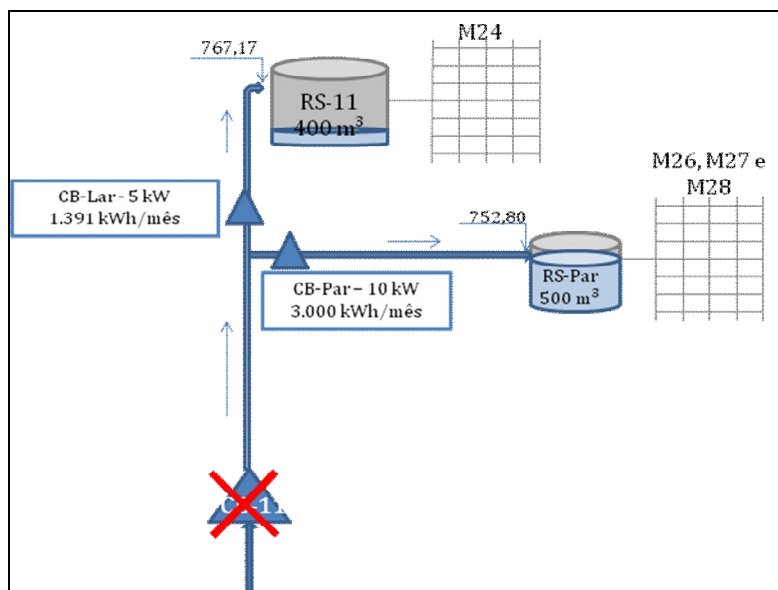 M24
767,17
RS-11
400 m³
M26, M27 e
M28
CB-Lar - 5 kW
1.391 kWh/mês
752,80
RS-Par
500 m³
CB-Par – 10 kW
3.000 kWh/mês